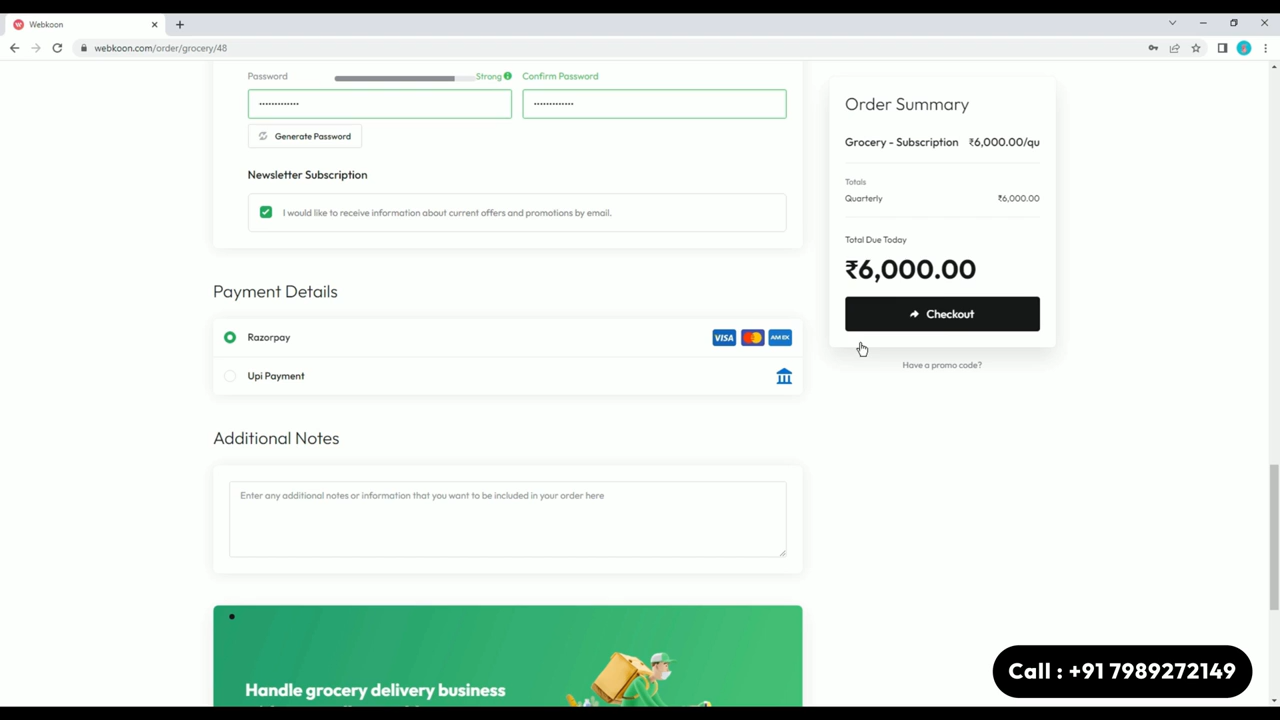 Webkoon
webkoon.com/order/grocery/48
Password
Strong
Confirm Password
•••••••••••••
•••••••••••••
Generate Password
Newsletter Subscription
I would like to receive information about current offers and promotions by email.
Payment Details
Razorpay
VISA
AMEX
Upi Payment
Additional Notes
Enter any additional notes or information that you want to be included in your order here
Handle grocery delivery business
Order Summary
Grocery - Subscription ₹6,000.00/qu
Totals
Quarterly ₹6,000.00
Total Due Today
₹6,000.00
Checkout
Have a promo code?
Call : +91 7989272149